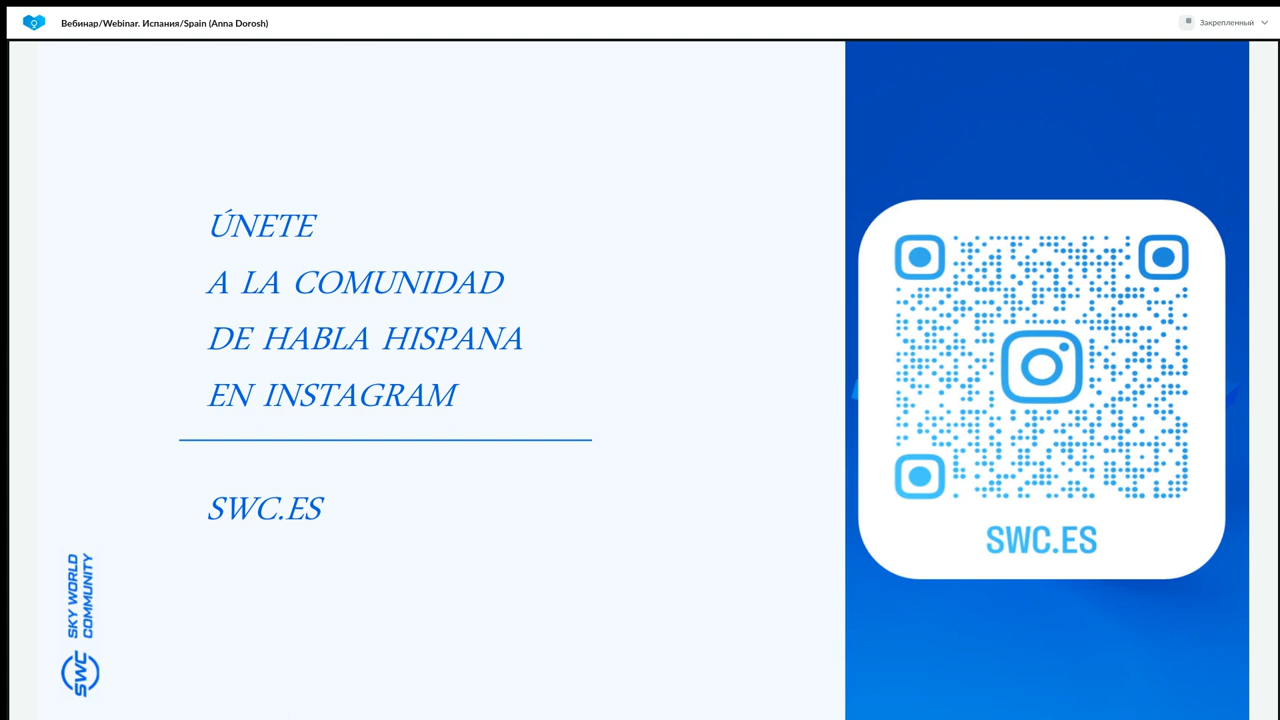 Вебинар/Webinar. Испания/Spain (Anna Dorosh)
Закрепленный
ÚNETE
A LA COMUNIDAD
DE HABLA HISPANA
EN INSTAGRAM
SWC.ES
SWC.ES
SKY WORLD
COMMUNITY
SWC